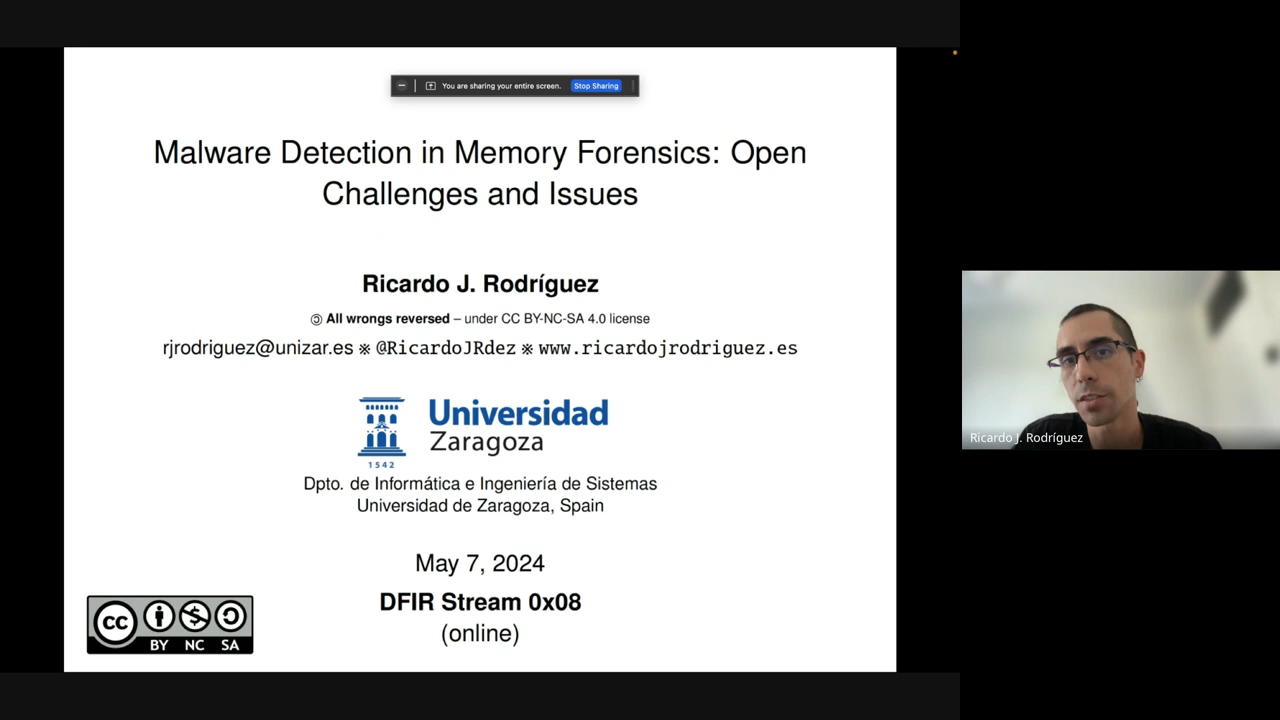 You are sharing your entire screen. Stop Sharing
Malware Detection in Memory Forensics: Open
Challenges and Issues
Ricardo J. Rodríguez
All wrongs reversed – under CC BY-NC-SA 4.0 license
rjrodriguez@unizar.es ※ @RicardoJRdez ※ www.ricardojrodriguez.es
Universidad
Zaragoza
1542
Dpto. de Informática e Ingeniería de Sistemas
Universidad de Zaragoza, Spain
May 7, 2024
DFIR Stream 0x08
(online)
cc
BY NC SA
Ricardo J. Rodríguez